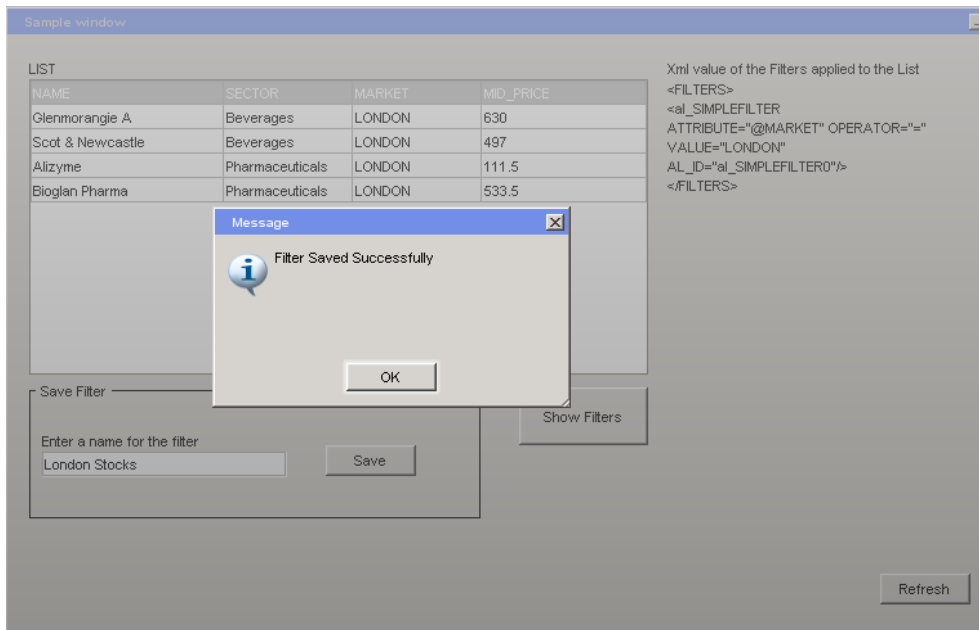 Sample window
LIST
NAME SECTOR MARKET MID_PRICE
Glenmorangie A Beverages LONDON 630
Scot & Newcastle Beverages LONDON 497
Alizyme Pharmaceuticals LONDON 111.5
Bioglan Pharma Pharmaceuticals LONDON 533.5
Xml value of the Filters applied to the List
<FILTERS>
<al_SIMPLEFILTER
ATTRIBUTE="@MARKET" OPERATOR="="
VALUE="LONDON"
AL_ID="al_SIMPLEFILTER0"/>
</FILTERS>
Message
Filter Saved Successfully
OK
Save Filter
Enter a name for the filter
London Stocks
Save
Show Filters
Refresh